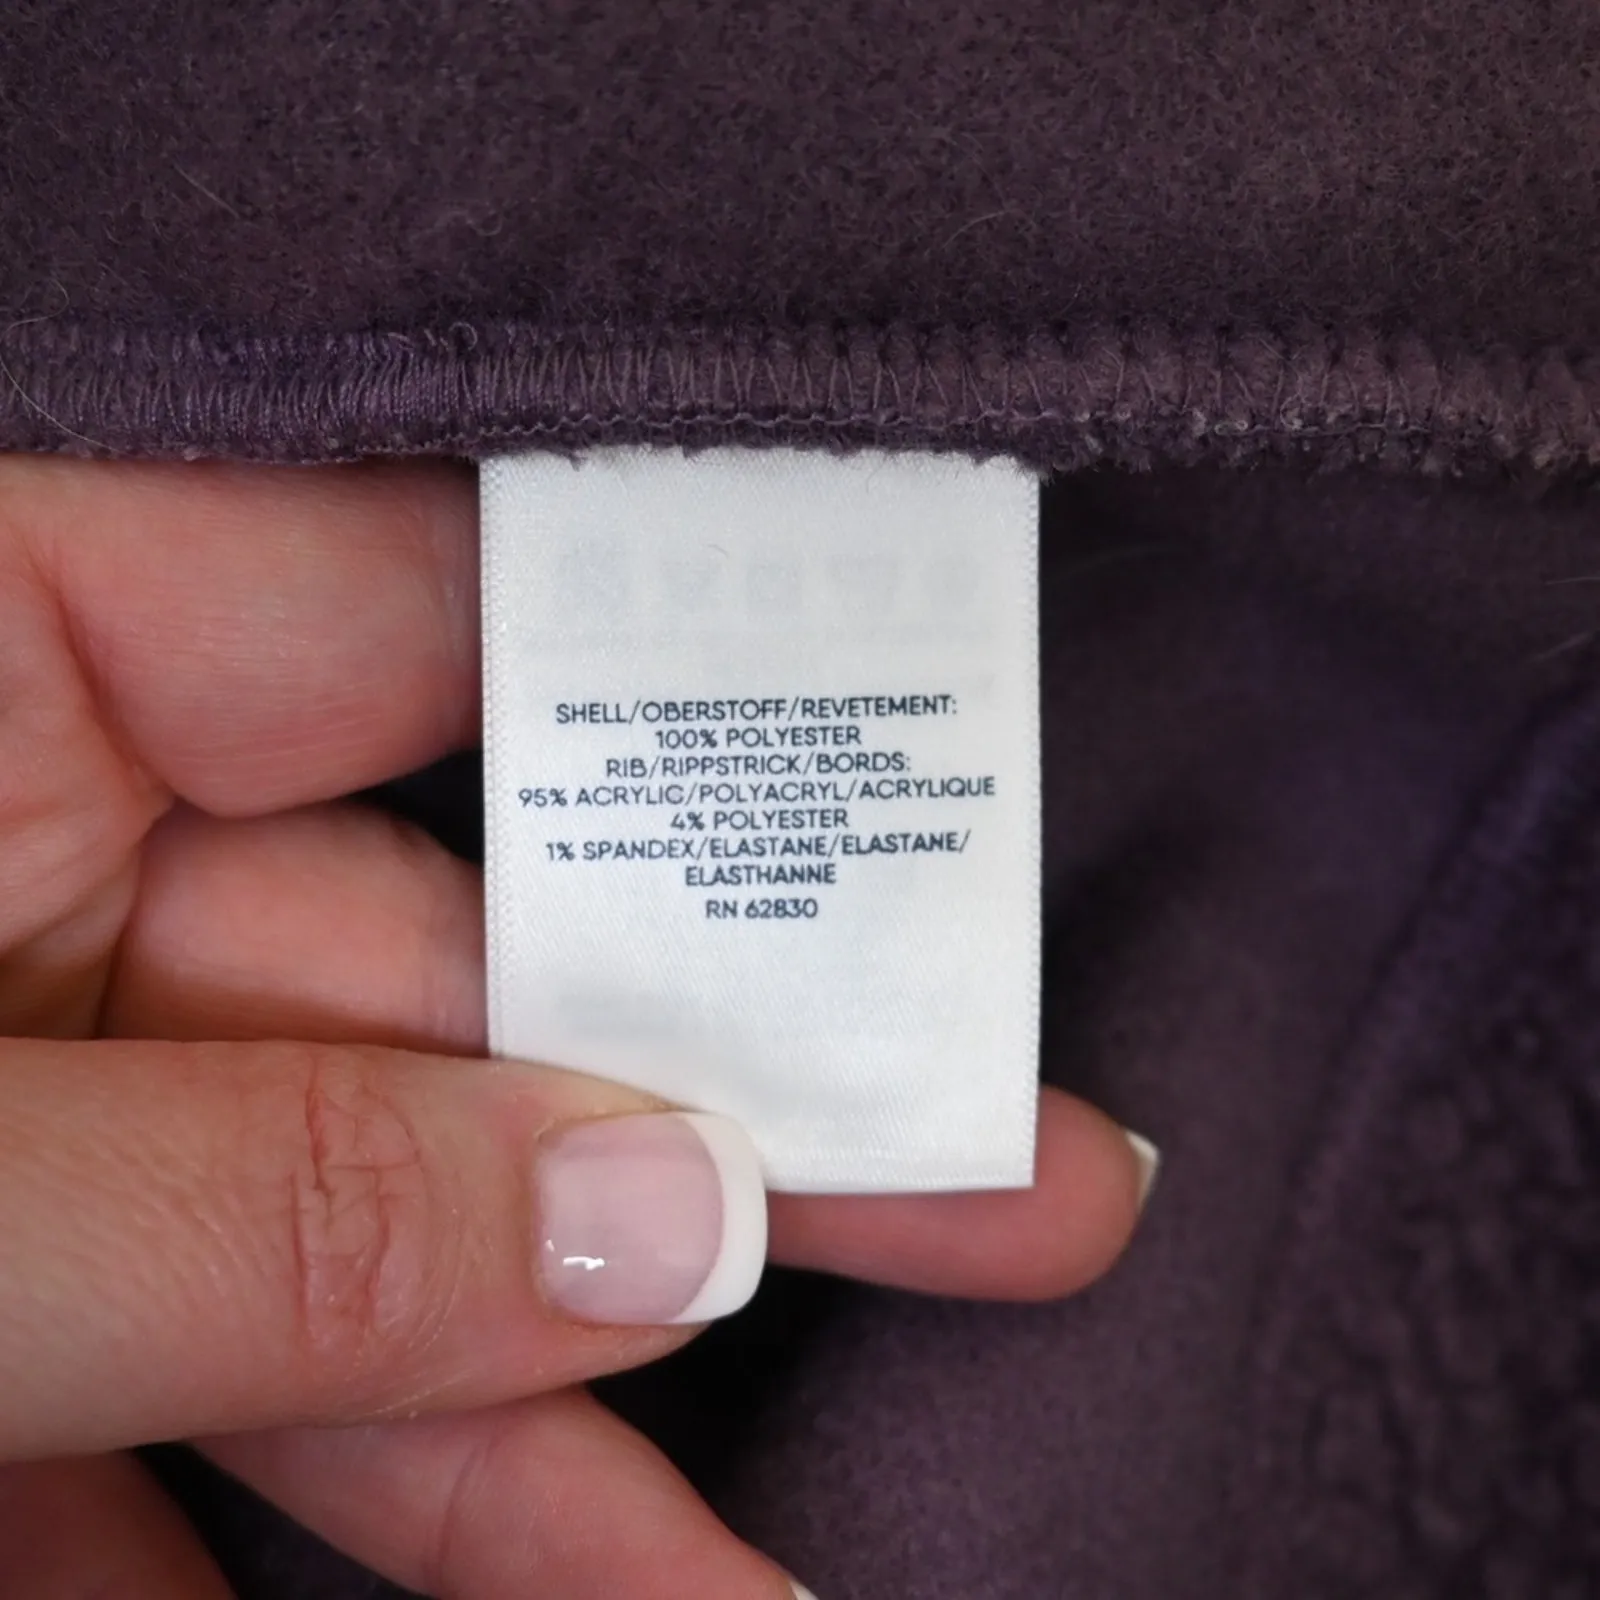 SHELL/OBERSTOFF/REVETEMENT:
100% POLYESTER
RIB/RIPPSTRICK/BORDS:
95% ACRYLIC/POLYACRYL/ACRYLIQUE
4% POLYESTER
1% SPANDEX/ELASTANE/ELASTANE/
ELASTHANNE
RN 62830